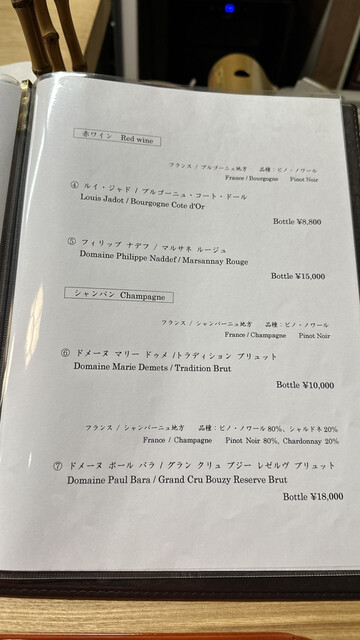 赤ワイン Red wine
フランス / ブルゴーニュ地方 品種:ピノ・ノワール
France / Bourgogne Pinot Noir
④ ルイ・ジャド / ブルゴーニュ・コート・ドール
Louis Jadot / Bourgogne Cote d'Or
Bottle ¥8,800
⑤ フィリップ ナデフ / マルサネ ルージュ
Domaine Philippe Naddef / Marsannay Rouge
Bottle ¥15,000
シャンパン Champagne
フランス / シャンパーニュ地方 品種:ピノ・ノワール
France / Champagne Pinot Noir
⑥ ドメーヌ マリー ドゥメ /トラディション ブリュット
Domaine Marie Demets / Tradition Brut
Bottle ¥10,000
フランス / シャンパーニュ地方 品種:ピノ・ノワール 80%、シャルドネ 20%
France / Champagne Pinot Noir 80%, Chardonnay 20%
⑦ ドメーヌ ポール バラ / グラン クリュ ブジー レゼルヴ ブリュット
Domaine Paul Bara / Grand Cru Bouzy Reserve Brut
Bottle ¥18,000